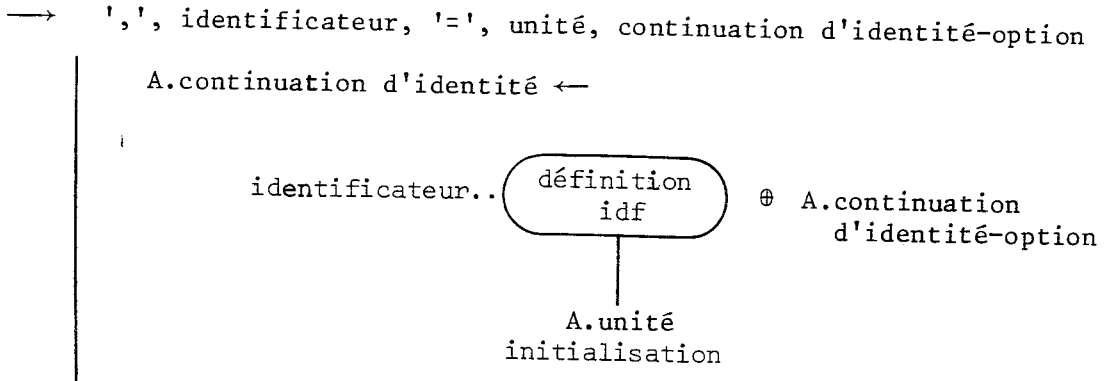 ⟶ ',', identificateur, '=', unité, continuation d'identité-option
A.continuation d'identité ⟵
identificateur.. définition idf ⊕ A.continuation d'identité-option
A.unité
initialisation